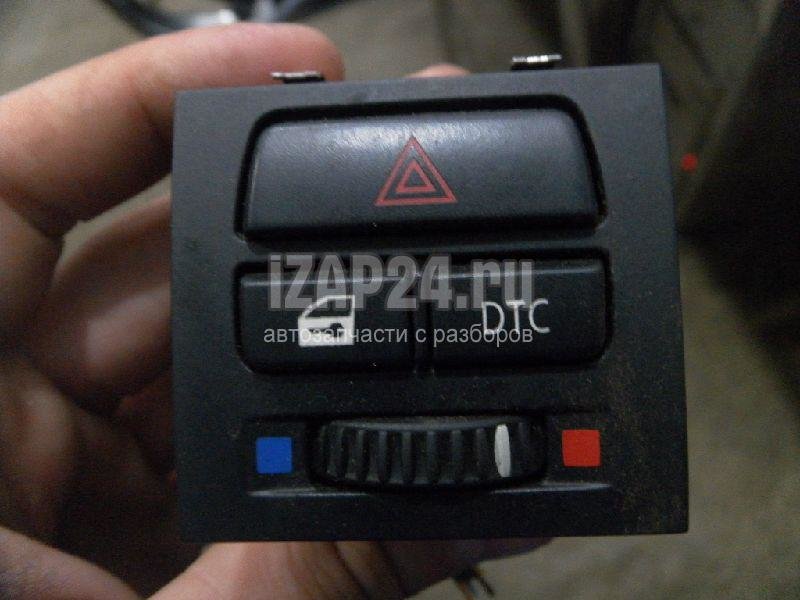 iZAP24.ru
автозапчасти с разборов
DTC